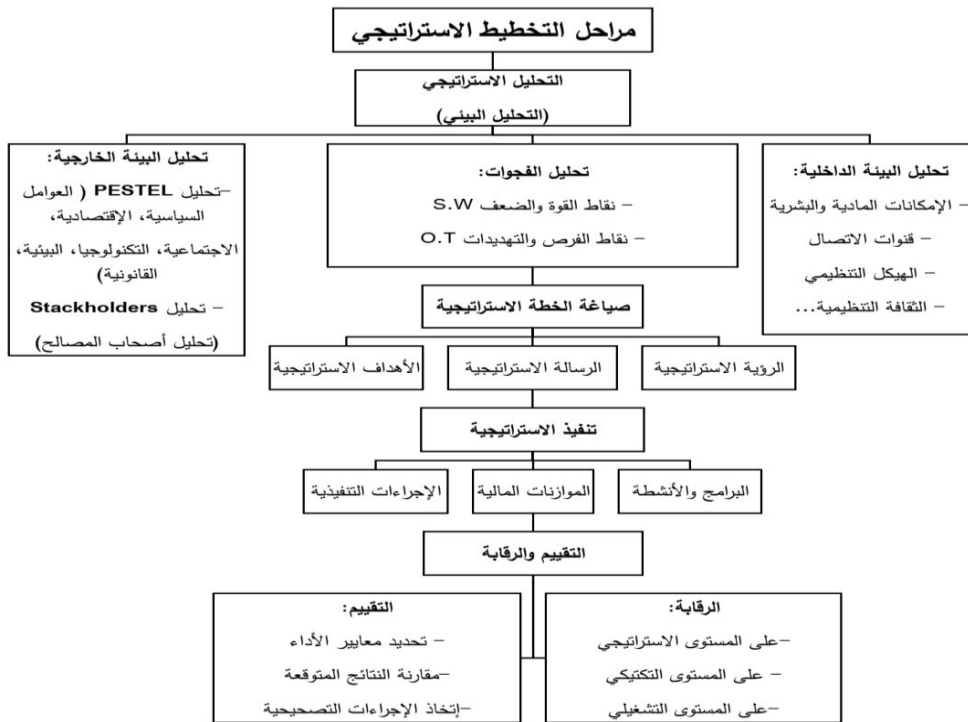 مراحل التخطيط الاستراتيجي
التحليل الاستراتيجي
(التحليل البيئي)
تحليل البيئة الداخلية:
–الإمكانات المادية والبشرية
– قنوات الاتصال
– الهيكل التنظيمي
– الثقافة التنظيمية...
تحليل الفجوات:
– نقاط القوة والضعف S.W
– نقاط الفرص والتهديدات O.T
تحليل البيئة الخارجية:
–تحليل PESTEL ( العوامل
السياسية، الإقتصادية،
الاجتماعية، التكنولوجيا، البيئية،
القانونية)
– تحليل Stackholders
(تحليل أصحاب المصالح)
صياغة الخطة الاستراتيجية
الرؤية الاستراتيجية
الرسالة الاستراتيجية
الأهداف الاستراتيجية
تنفيذ الاستراتيجية
البرامج والأنشطة
الموازنات المالية
الإجراءات التنفيذية
التقييم والرقابة
الرقابة:
–على المستوى الاستراتيجي
– على المستوى التكتيكي
–على المستوى التشغيلي
التقييم:
– تحديد معايير الأداء
–مقارنة النتائج المتوقعة
–إتخاذ الإجراءات التصحيحية